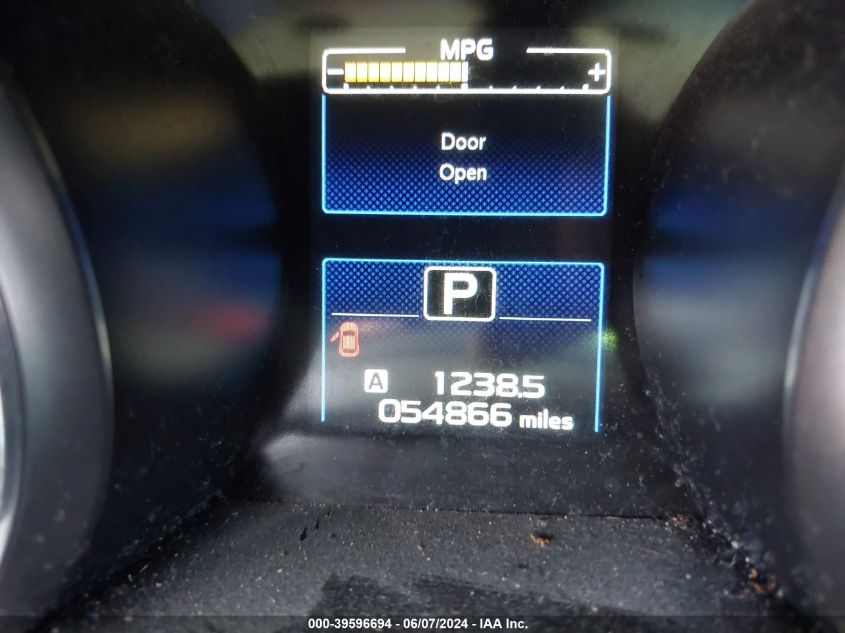 MPG
- +
Door
Open
P
A 1238.5
054866 miles
000-39596694 - 06/07/2024 - IAA Inc.